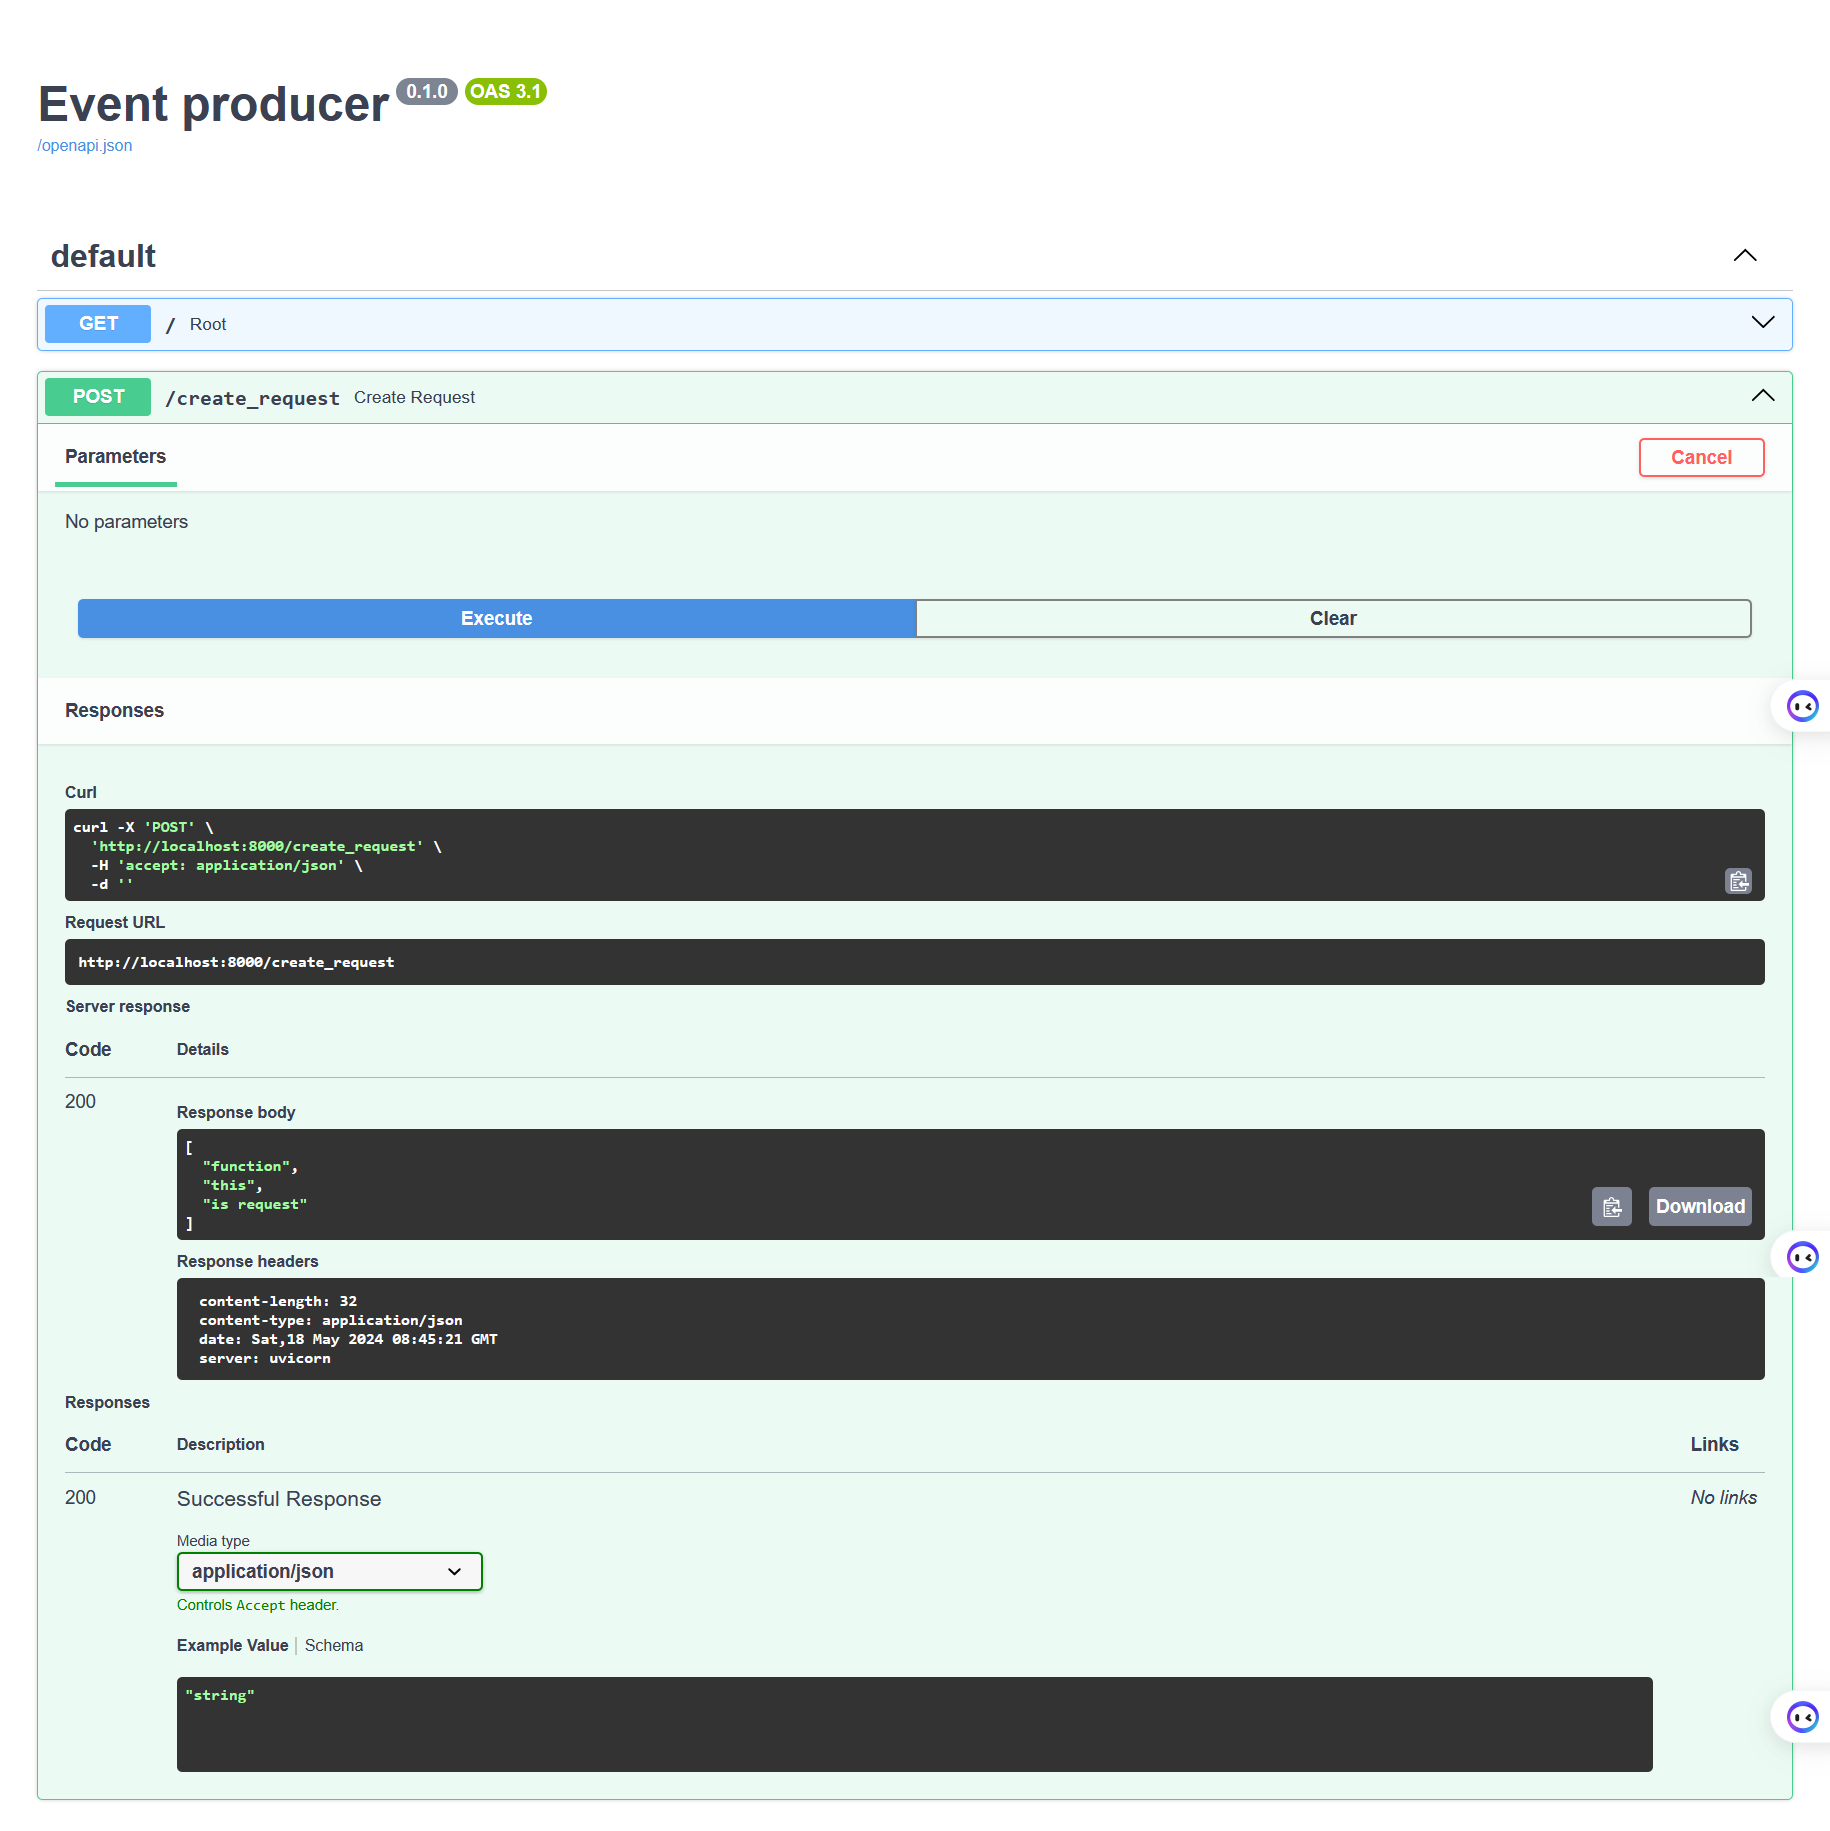 Event producer 0.1.0 OAS 3.1
/openapi.json
default
GET / Root
POST /create_request Create Request
Parameters Cancel
No parameters
Execute Clear
Responses
Curl
curl -X 'POST' \
  'http://localhost:8000/create_request' \
  -H 'accept: application/json' \
  -d ''
Request URL
http://localhost:8000/create_request
Server response
Code Details
200
Response body
[
  "function",
  "this",
  "is request"
]
Download
Response headers
content-length: 32
content-type: application/json
date: Sat,18 May 2024 08:45:21 GMT
server: uvicorn
Responses
Code Description Links
200 Successful Response No links
Media type
application/json
Controls Accept header.
Example Value Schema
"string"